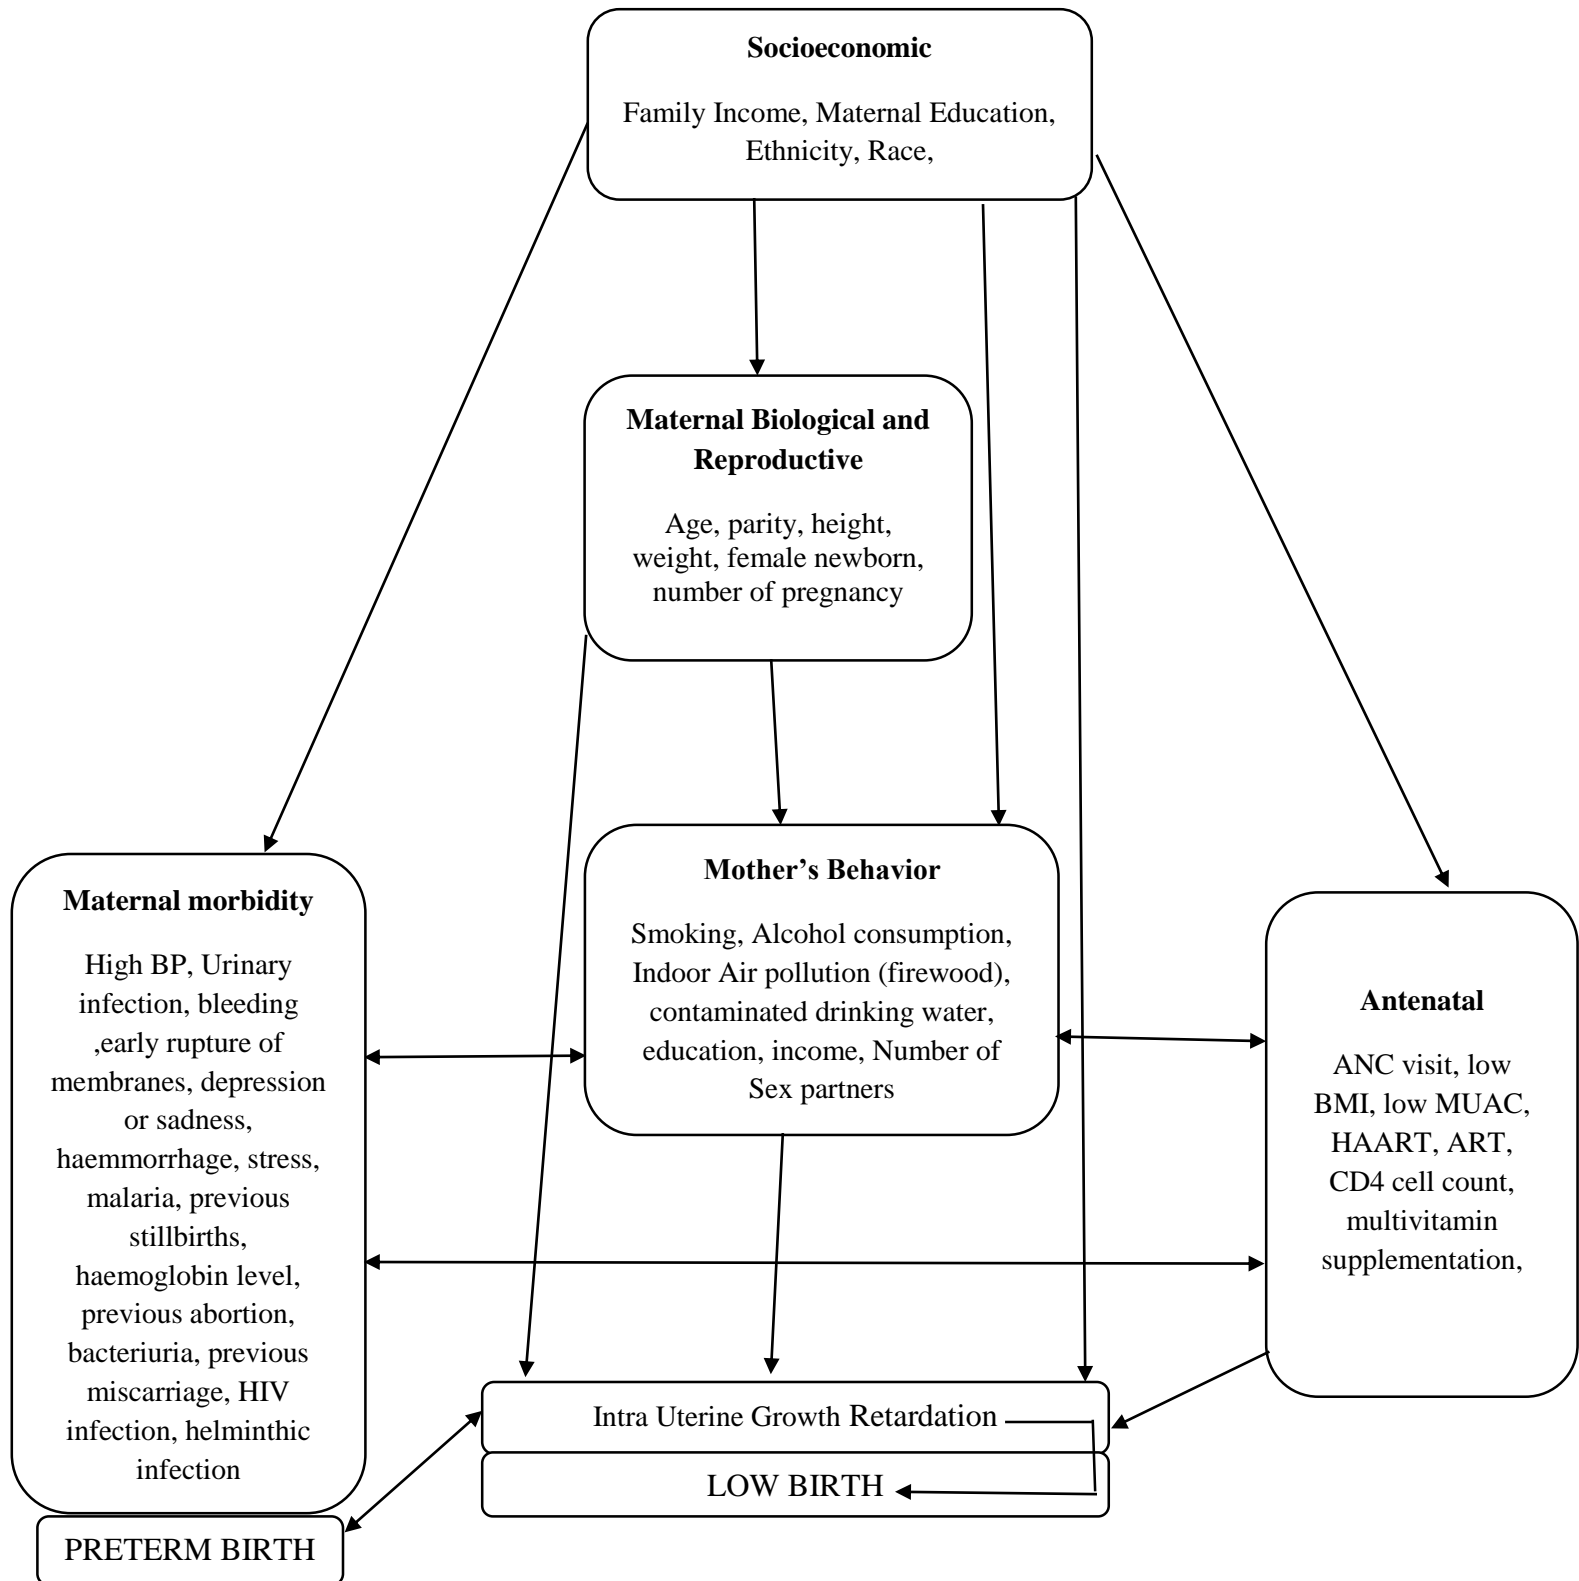 Socioeconomic
Family Income, Maternal Education,
Ethnicity, Race,
Maternal Biological and
Reproductive
Age, parity, height,
weight, female newborn,
number of pregnancy
Mother’s Behavior
Smoking, Alcohol consumption,
Indoor Air pollution (firewood),
contaminated drinking water,
education, income, Number of
Sex partners
Maternal morbidity
High BP, Urinary
infection, bleeding
,early rupture of
membranes, depression
or sadness,
haemmorrhage, stress,
malaria, previous
stillbirths,
haemoglobin level,
previous abortion,
bacteriuria, previous
miscarriage, HIV
infection, helminthic
infection
Antenatal
ANC visit, low
BMI, low MUAC,
HAART, ART,
CD4 cell count,
multivitamin
supplementation,
Intra Uterine Growth Retardation
LOW BIRTH
PRETERM BIRTH